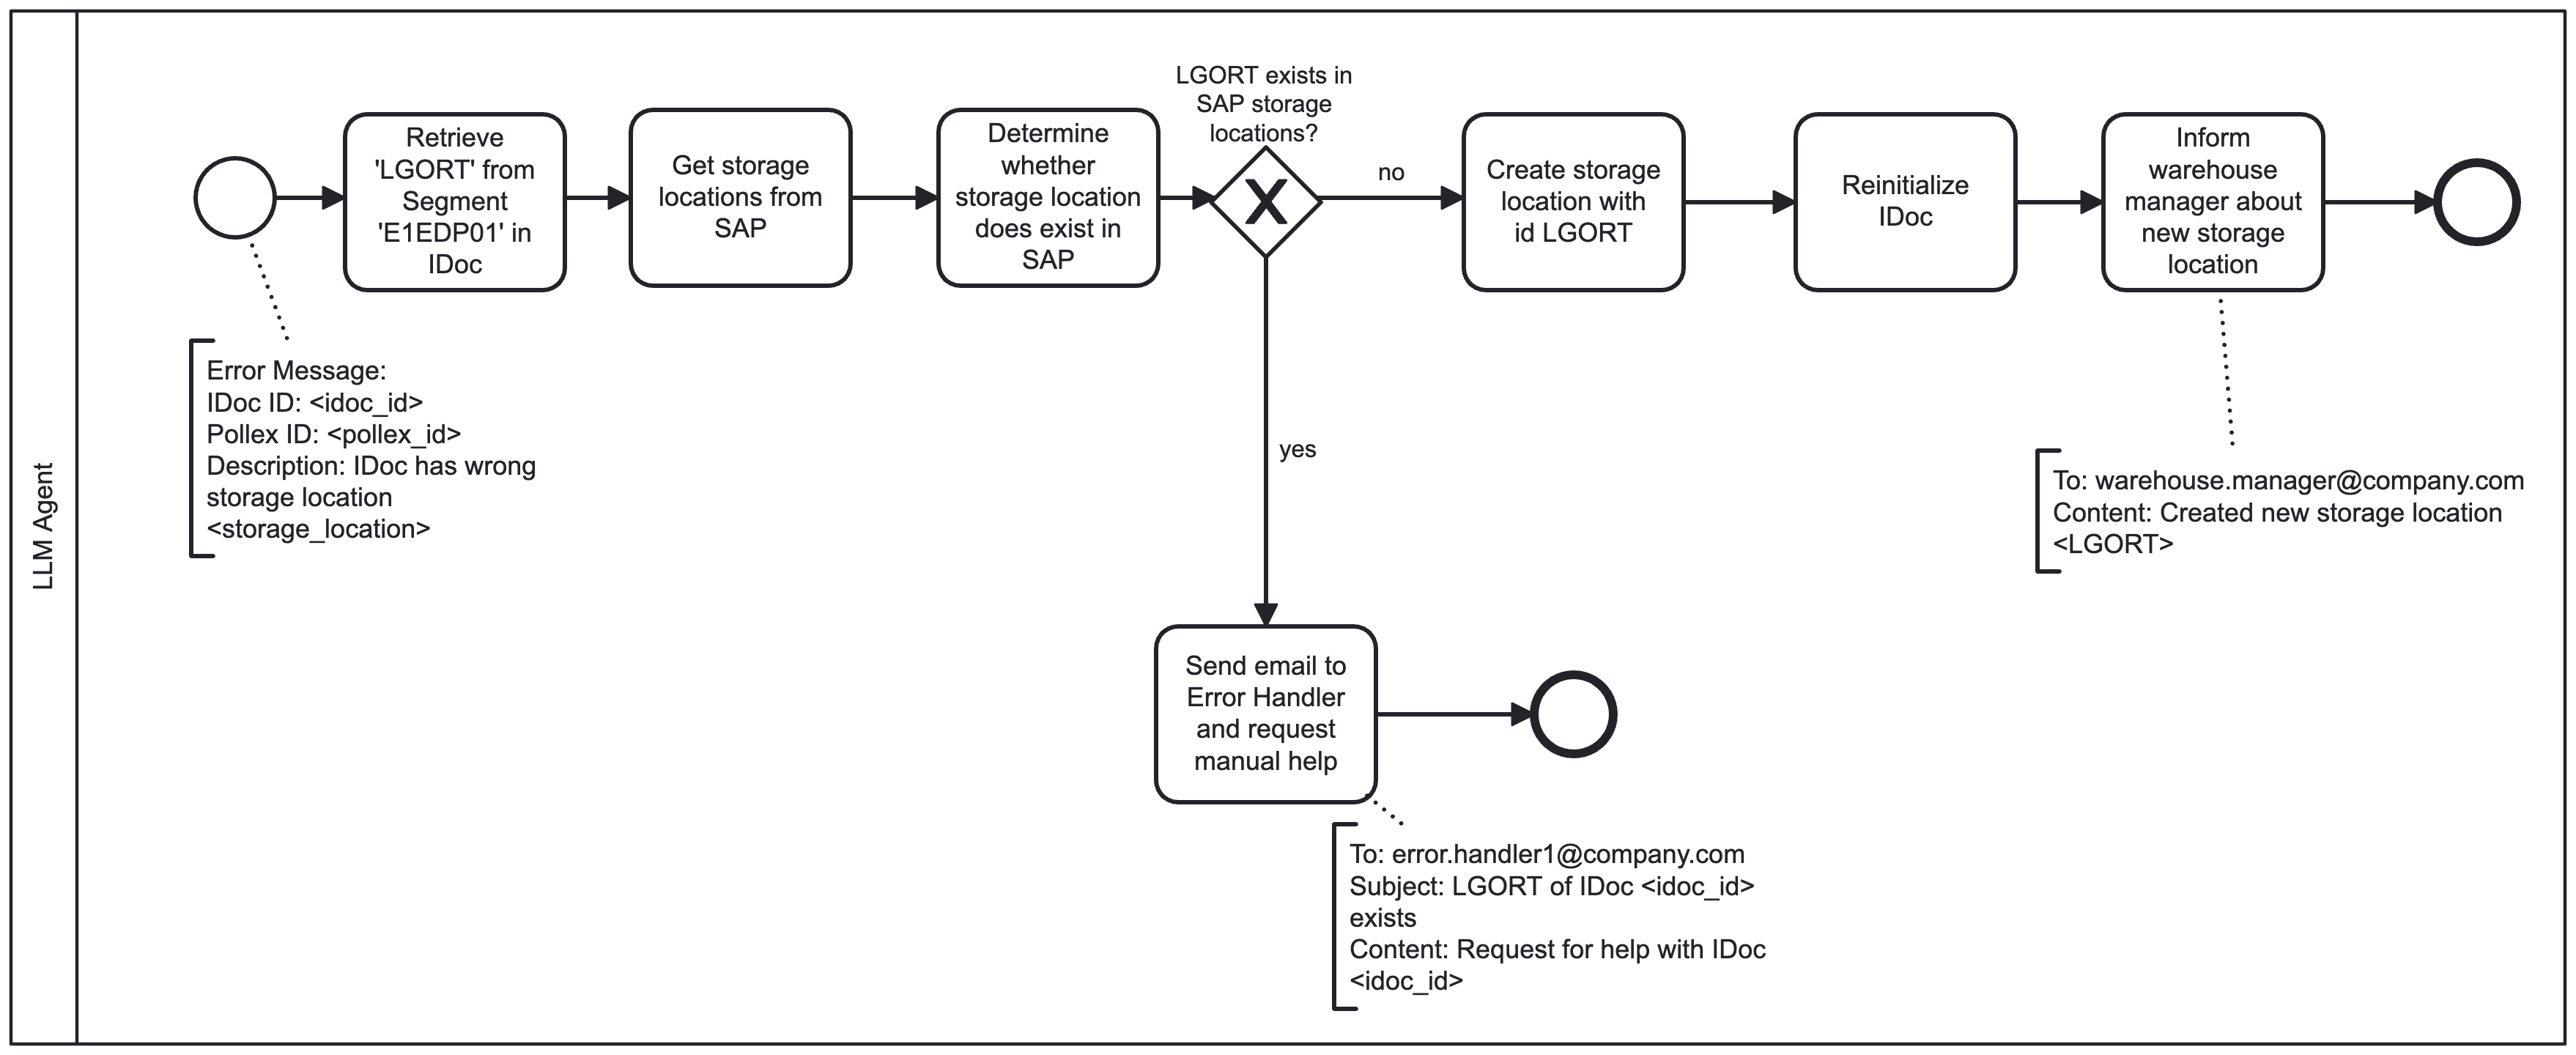 LLM Agent
Retrieve
'LGORT' from
Segment
'E1EDP01' in
IDoc
Get storage
locations from
SAP
Determine
whether
storage location
does exist in
SAP
LGORT exists in
SAP storage
locations?
X
no
Create storage
location with
id LGORT
Reinitialize
IDoc
Inform
warehouse
manager about
new storage
location
Error Message:
IDoc ID: <idoc_id>
Pollex ID: <pollex_id>
Description: IDoc has wrong
storage location
<storage_location>
yes
To: warehouse.manager@company.com
Content: Created new storage location
<LGORT>
Send email to
Error Handler
and request
manual help
To: error.handler1@company.com
Subject: LGORT of IDoc <idoc_id>
exists
Content: Request for help with IDoc
<idoc_id>